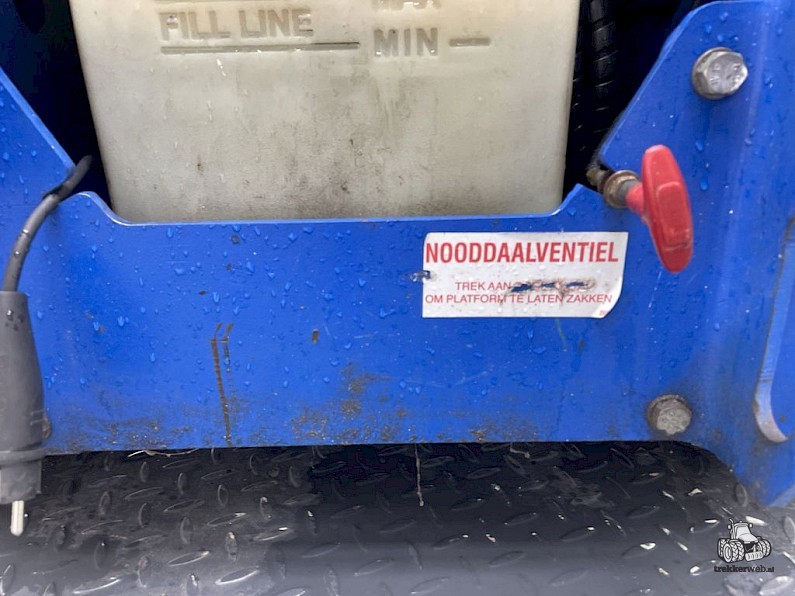 FILL LINE
MIN
NOODDAALVENTIEL
TREK AAN
OM PLATFORM TE LATEN ZAKKEN
trekkerweb.nl